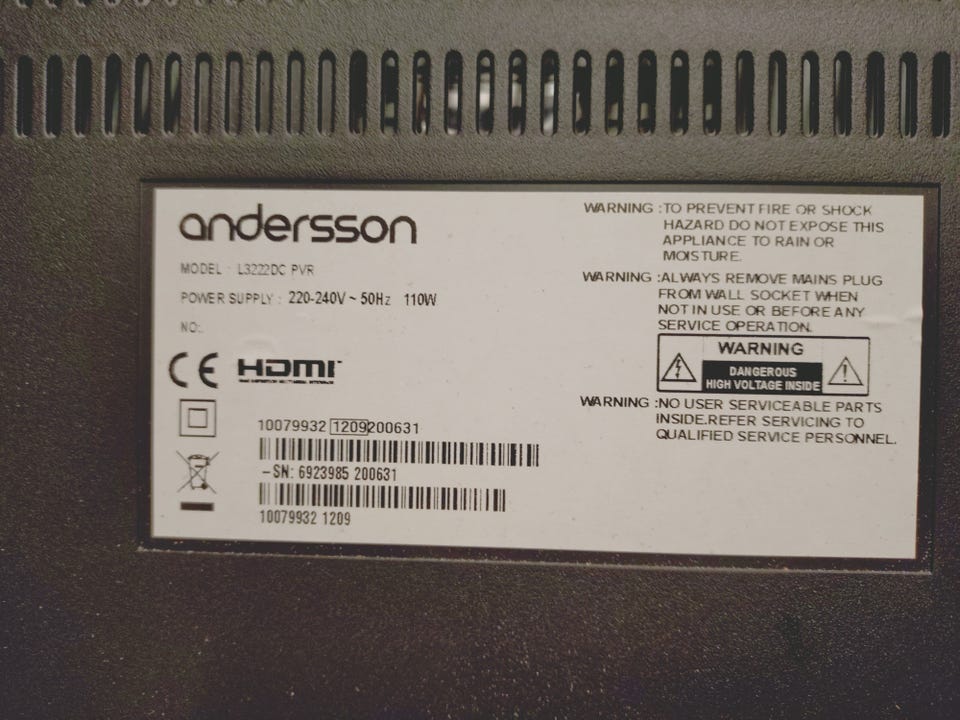 andersson
MODEL : L3222DC PVR
POWER SUPPLY : 220-240V ~ 50Hz 110W
NO:.
CE HDMI
10079932 1209200631
-SN: 6923985 200631
10079932 1209
WARNING :TO PREVENT FIRE OR SHOCK
HAZARD DO NOT EXPOSE THIS
APPLIANCE TO RAIN OR
MOISTURE.
WARNING :ALWAYS REMOVE MAINS PLUG
FROM WALL SOCKET WHEN
NOT IN USE OR BEFORE ANY
SERVICE OPERATION.
WARNING
DANGEROUS
HIGH VOLTAGE INSIDE
WARNING :NO USER SERVICEABLE PARTS
INSIDE.REFER SERVICING TO
QUALIFIED SERVICE PERSONNEL.